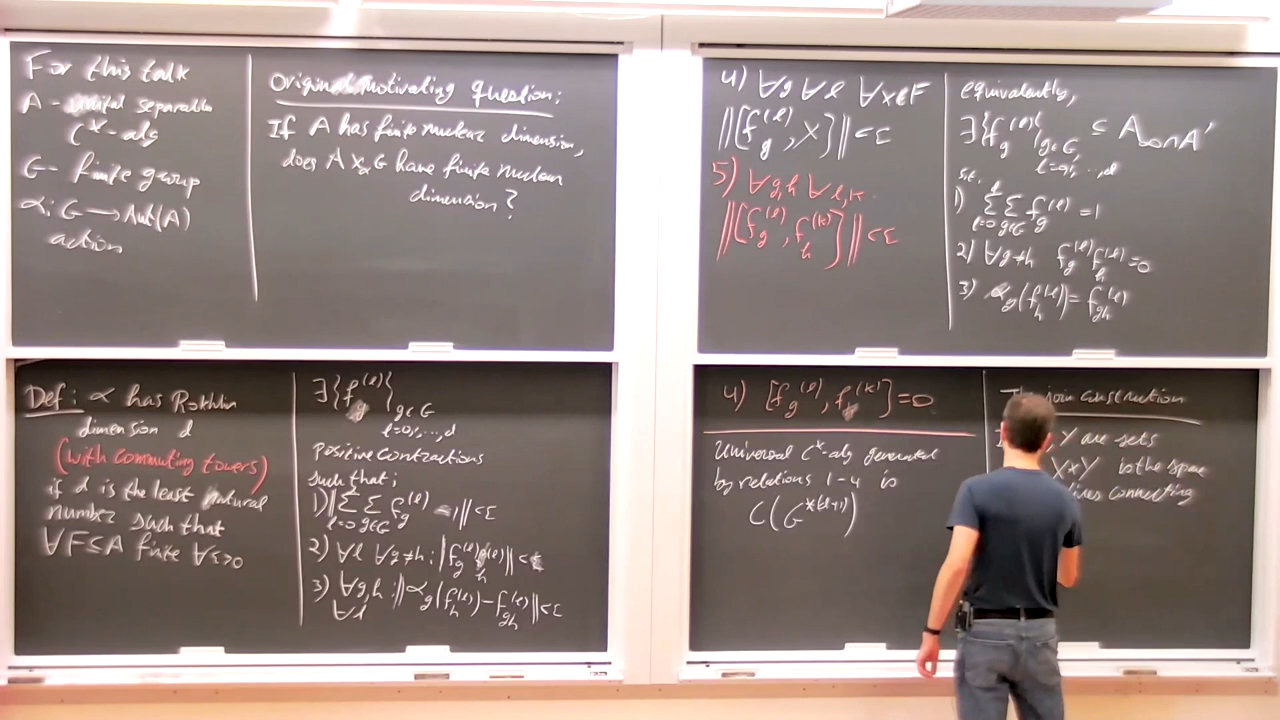 For this talk
A - unital separable
C*-alg
G - finite group
α: G → Aut(A)
action
Original motivating question:
If A has finite nuclear dimension,
does A ⋊_α G have finite nuclear
dimension?
Def: α has Rokhlin
dimension d
(with commuting towers)
if d is the least natural
number such that
∀F⊆A finite ∀ε>0
∃{f_g^(l)}_{g∈G, l=0,...,d}
positive contractions
such that:
1) ||Σ_{l=0}^d Σ_{g∈G} f_g^(l) - 1|| < ε
2) ∀l ∀g≠h: ||f_g^(l) f_h^(l)|| < ε
3) ∀g,h: ||α_g(f_h^(l)) - f_gh^(l)|| < ε
∀l
4) ∀g ∀l ∀x∈F
||[f_g^(l), x]|| < ε
5) ∀g,h ∀l,k
||[f_g^(l), f_h^(k)]|| < ε
equivalently,
∃{f_g^(l)}_{g∈G, l=0,...,d} ⊆ A_∞ ∩ A'
s.t.
1) Σ_{l=0}^d Σ_{g∈G} f_g^(l) = 1
2) ∀g≠h f_g^(l) f_h^(l) = 0
3) α_g(f_h^(l)) = f_gh^(l)
4) [f_g^(l), f_h^(k)] = 0
Universal C*-alg generated
by relations 1-4 is
C(G^{*(d+1)})
join construction
Y are sets
X*Y is the space
lines connecting